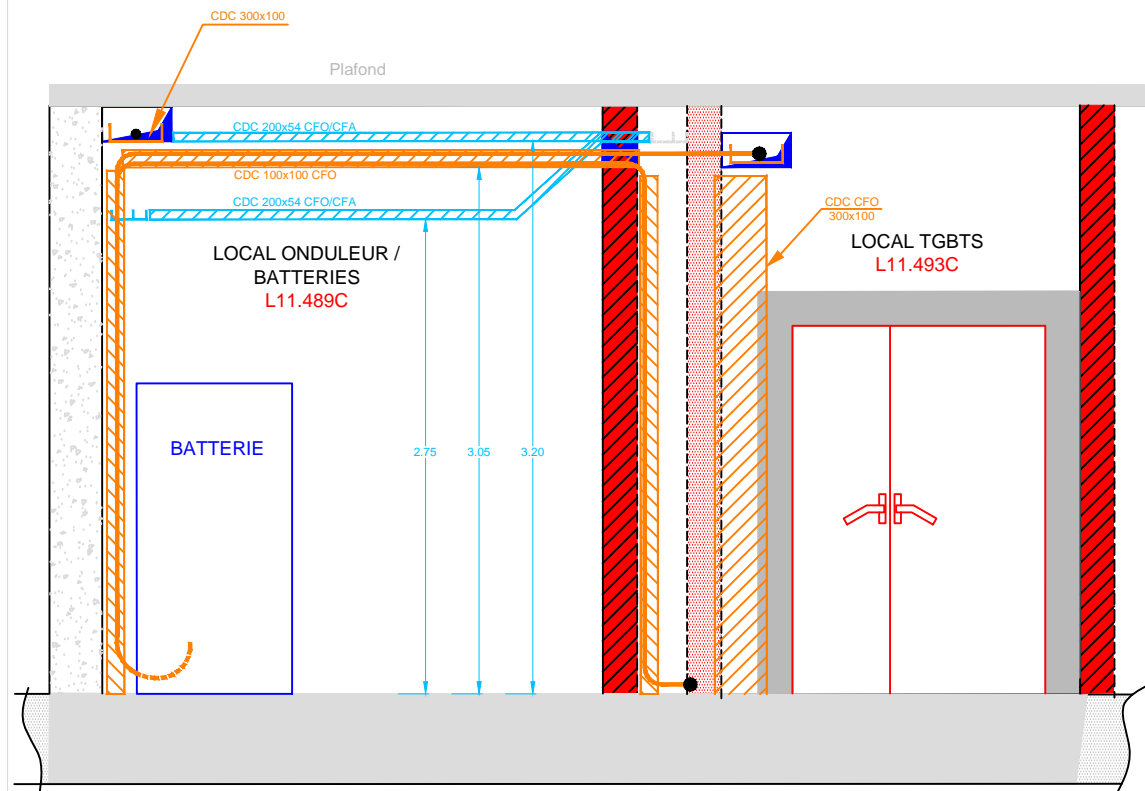 CDC 300x100
Plafond
CDC 200x54 CFO/CFA
CDC 100x100 CFO
CDC 200x54 CFO/CFA
CDC CFO
300x100
LOCAL ONDULEUR /
BATTERIES
L11.489C
LOCAL TGBTS
L11.493C
BATTERIE
2.75
3.05
3.20